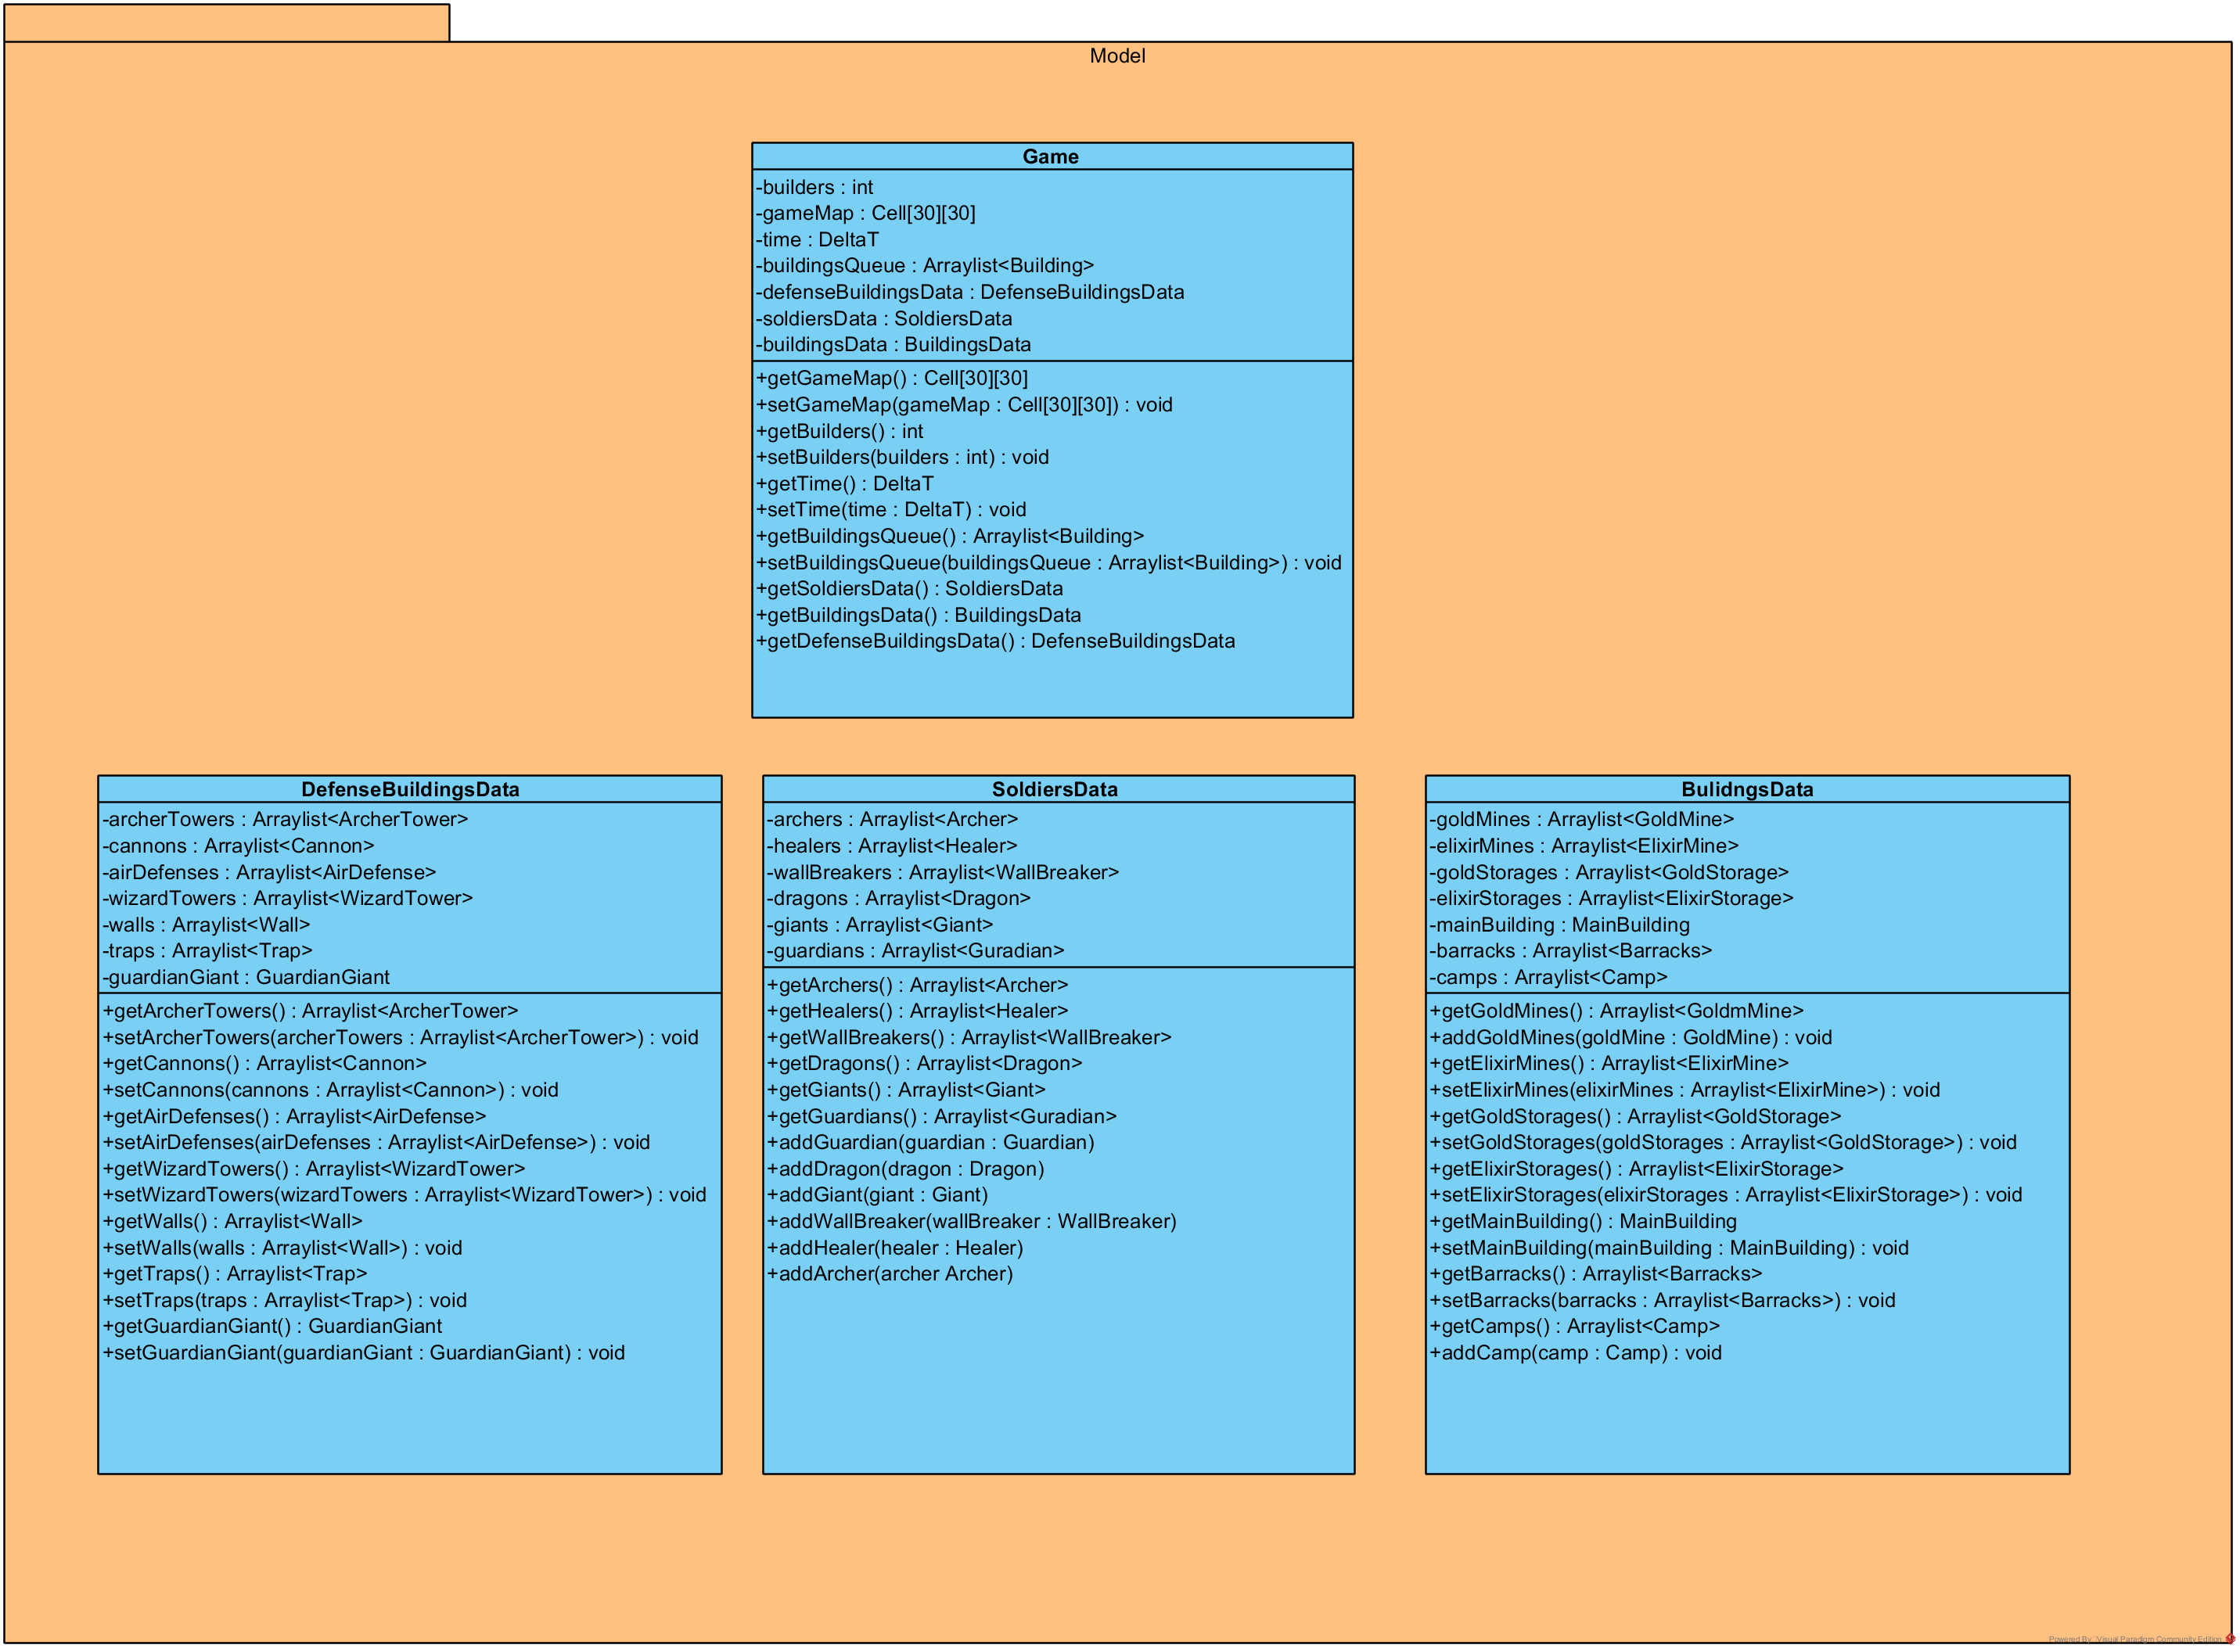 Model
Game
-builders : int
-gameMap : Cell[30][30]
-time : DeltaT
-buildingsQueue : Arraylist<Building>
-defenseBuildingsData : DefenseBuildingsData
-soldiersData : SoldiersData
-buildingsData : BuildingsData
+getGameMap() : Cell[30][30]
+setGameMap(gameMap : Cell[30][30]) : void
+getBuilders() : int
+setBuilders(builders : int) : void
+getTime() : DeltaT
+setTime(time : DeltaT) : void
+getBuildingsQueue() : Arraylist<Building>
+setBuildingsQueue(buildingsQueue : Arraylist<Building>) : void
+getSoldiersData() : SoldiersData
+getBuildingsData() : BuildingsData
+getDefenseBuildingsData() : DefenseBuildingsData
DefenseBuildingsData
-archerTowers : Arraylist<ArcherTower>
-cannons : Arraylist<Cannon>
-airDefenses : Arraylist<AirDefense>
-wizardTowers : Arraylist<WizardTower>
-walls : Arraylist<Wall>
-traps : Arraylist<Trap>
-guardianGiant : GuardianGiant
+getArcherTowers() : Arraylist<ArcherTower>
+setArcherTowers(archerTowers : Arraylist<ArcherTower>) : void
+getCannons() : Arraylist<Cannon>
+setCannons(cannons : Arraylist<Cannon>) : void
+getAirDefenses() : Arraylist<AirDefense>
+setAirDefenses(airDefenses : Arraylist<AirDefense>) : void
+getWizardTowers() : Arraylist<WizardTower>
+setWizardTowers(wizardTowers : Arraylist<WizardTower>) : void
+getWalls() : Arraylist<Wall>
+setWalls(walls : Arraylist<Wall>) : void
+getTraps() : Arraylist<Trap>
+setTraps(traps : Arraylist<Trap>) : void
+getGuardianGiant() : GuardianGiant
+setGuardianGiant(guardianGiant : GuardianGiant) : void
SoldiersData
-archers : Arraylist<Archer>
-healers : Arraylist<Healer>
-wallBreakers : Arraylist<WallBreaker>
-dragons : Arraylist<Dragon>
-giants : Arraylist<Giant>
-guardians : Arraylist<Guradian>
+getArchers() : Arraylist<Archer>
+getHealers() : Arraylist<Healer>
+getWallBreakers() : Arraylist<WallBreaker>
+getDragons() : Arraylist<Dragon>
+getGiants() : Arraylist<Giant>
+getGuardians() : Arraylist<Guradian>
+addGuardian(guardian : Guardian)
+addDragon(dragon : Dragon)
+addGiant(giant : Giant)
+addWallBreaker(wallBreaker : WallBreaker)
+addHealer(healer : Healer)
+addArcher(archer Archer)
BulidngsData
-goldMines : Arraylist<GoldMine>
-elixirMines : Arraylist<ElixirMine>
-goldStorages : Arraylist<GoldStorage>
-elixirStorages : Arraylist<ElixirStorage>
-mainBuilding : MainBuilding
-barracks : Arraylist<Barracks>
-camps : Arraylist<Camp>
+getGoldMines() : Arraylist<GoldmMine>
+addGoldMines(goldMine : GoldMine) : void
+getElixirMines() : Arraylist<ElixirMine>
+setElixirMines(elixirMines : Arraylist<ElixirMine>) : void
+getGoldStorages() : Arraylist<GoldStorage>
+setGoldStorages(goldStorages : Arraylist<GoldStorage>) : void
+getElixirStorages() : Arraylist<ElixirStorage>
+setElixirStorages(elixirStorages : Arraylist<ElixirStorage>) : void
+getMainBuilding() : MainBuilding
+setMainBuilding(mainBuilding : MainBuilding) : void
+getBarracks() : Arraylist<Barracks>
+setBarracks(barracks : Arraylist<Barracks>) : void
+getCamps() : Arraylist<Camp>
+addCamp(camp : Camp) : void
Powered By Visual Paradigm Community Edition